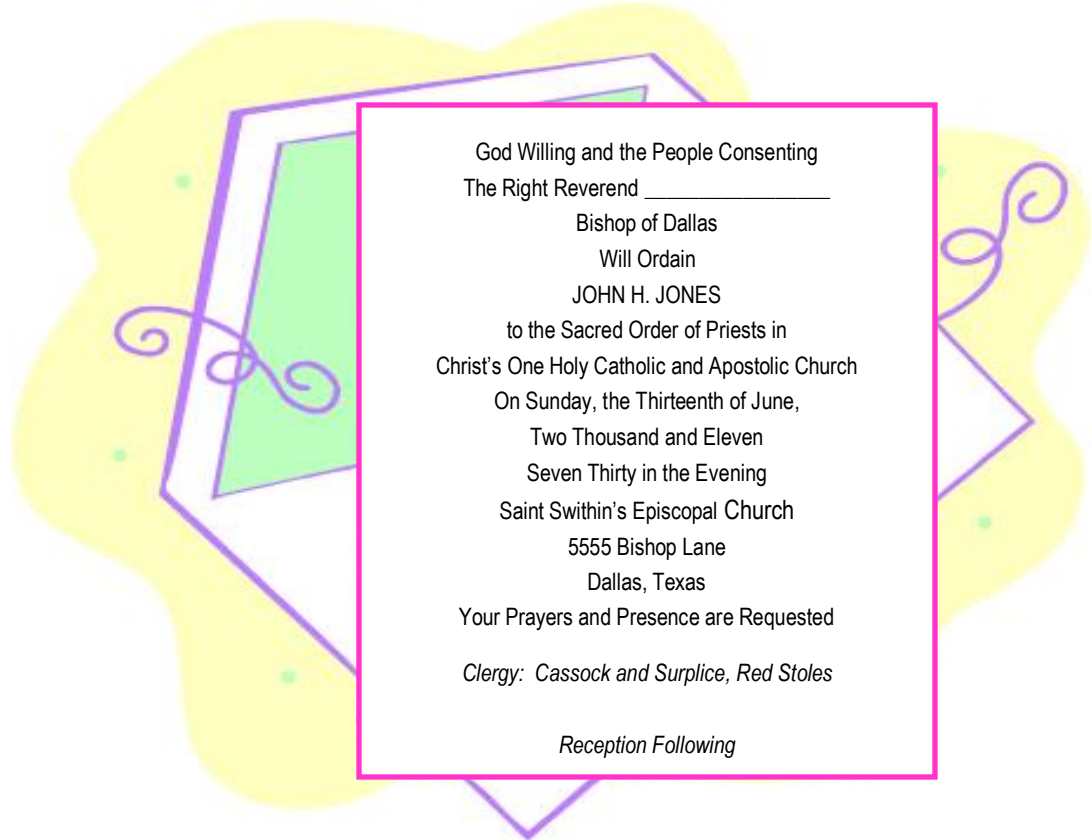 God Willing and the People Consenting
The Right Reverend _________________
Bishop of Dallas
Will Ordain
JOHN H. JONES
to the Sacred Order of Priests in
Christ’s One Holy Catholic and Apostolic Church
On Sunday, the Thirteenth of June,
Two Thousand and Eleven
Seven Thirty in the Evening
Saint Swithin’s Episcopal Church
5555 Bishop Lane
Dallas, Texas
Your Prayers and Presence are Requested
Clergy:  Cassock and Surplice, Red Stoles
Reception Following